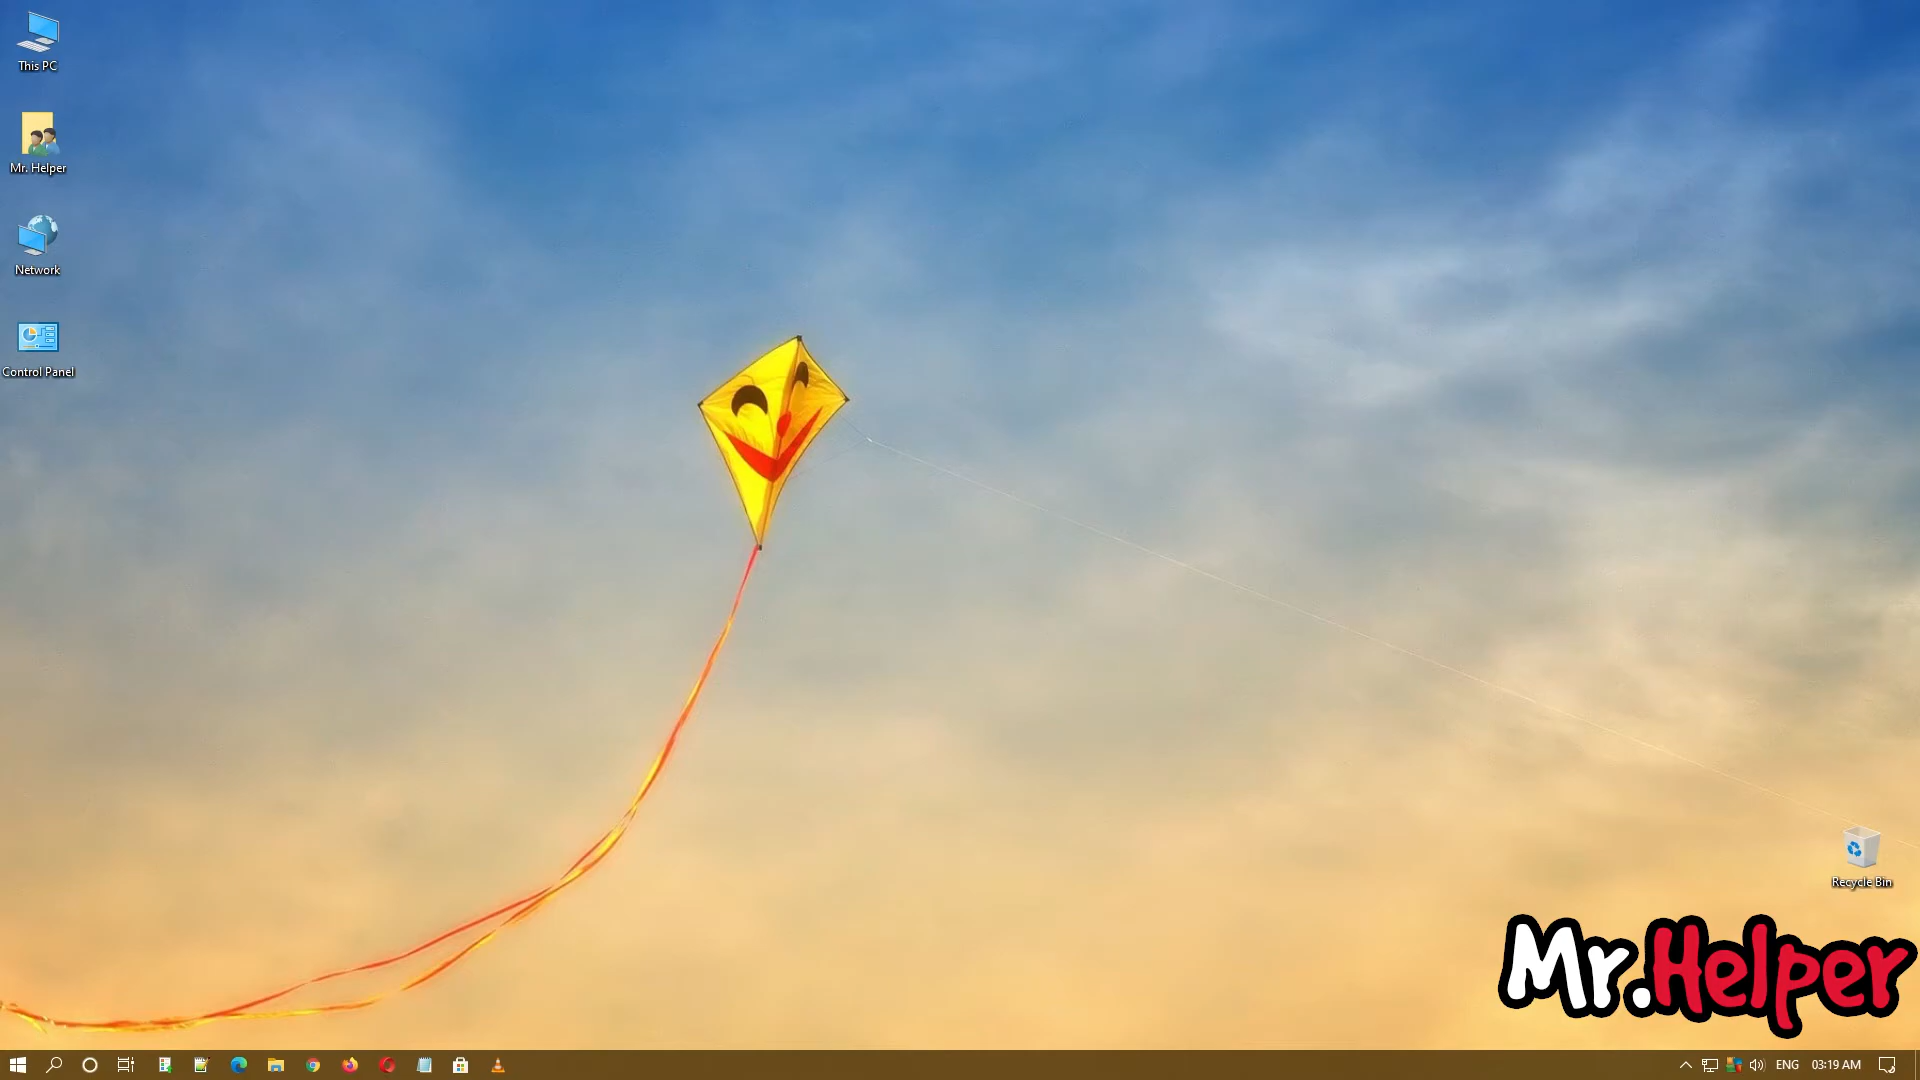 This PC
Mr. Helper
Network
Control Panel
Recycle Bin
Mr.Helper
ENG
03:19 AM